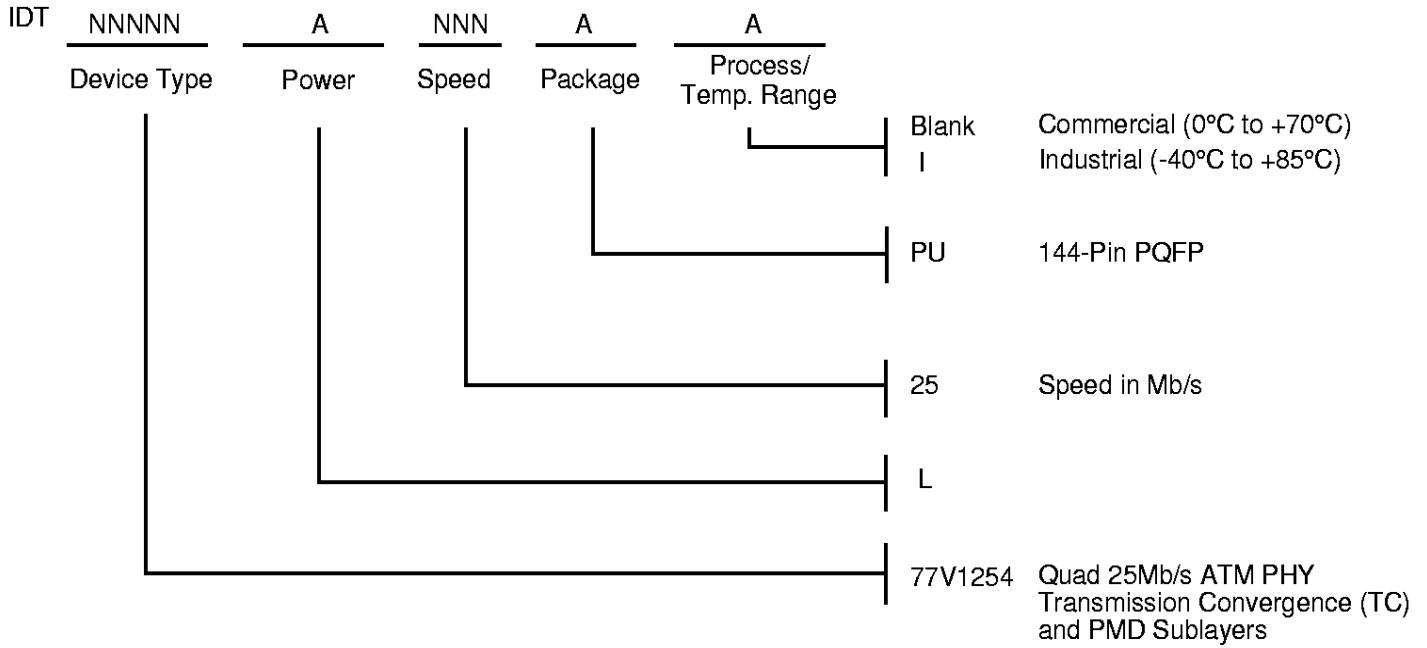 IDT NNNNN A NNN A A
Device Type Power Speed Package Process/
Temp. Range
Blank Commercial (0°C to +70°C)
I Industrial (-40°C to +85°C)
PU 144-Pin PQFP
25 Speed in Mb/s
L
77V1254 Quad 25Mb/s ATM PHY
Transmission Convergence (TC)
and PMD Sublayers